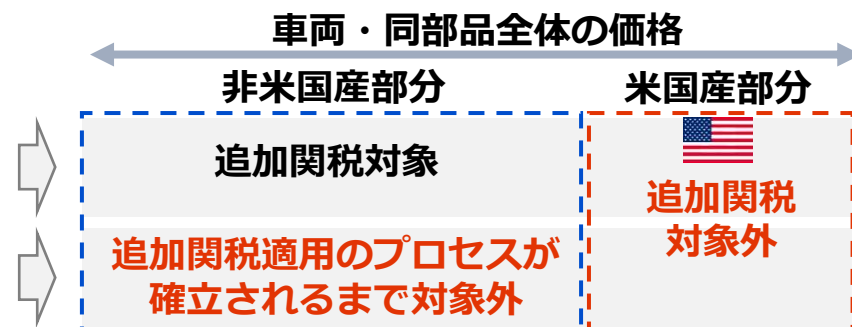 車両・同部品全体の価格
非米国産部分
米国産部分
追加関税対象
追加関税
対象外
追加関税適用のプロセスが
確立されるまで対象外